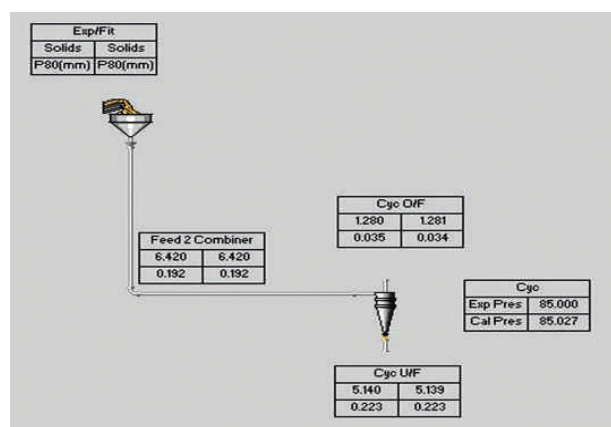 Exp/Fit
Solids Solids
P80(mm) P80(mm)
Cyc O/F
1.280 1.281
0.035 0.034
Feed 2 Combiner
6.420 6.420
0.192 0.192
Cyc
Exp Pres 85.000
Cal Pres 85.027
Cyc U/F
5.140 5.139
0.223 0.223